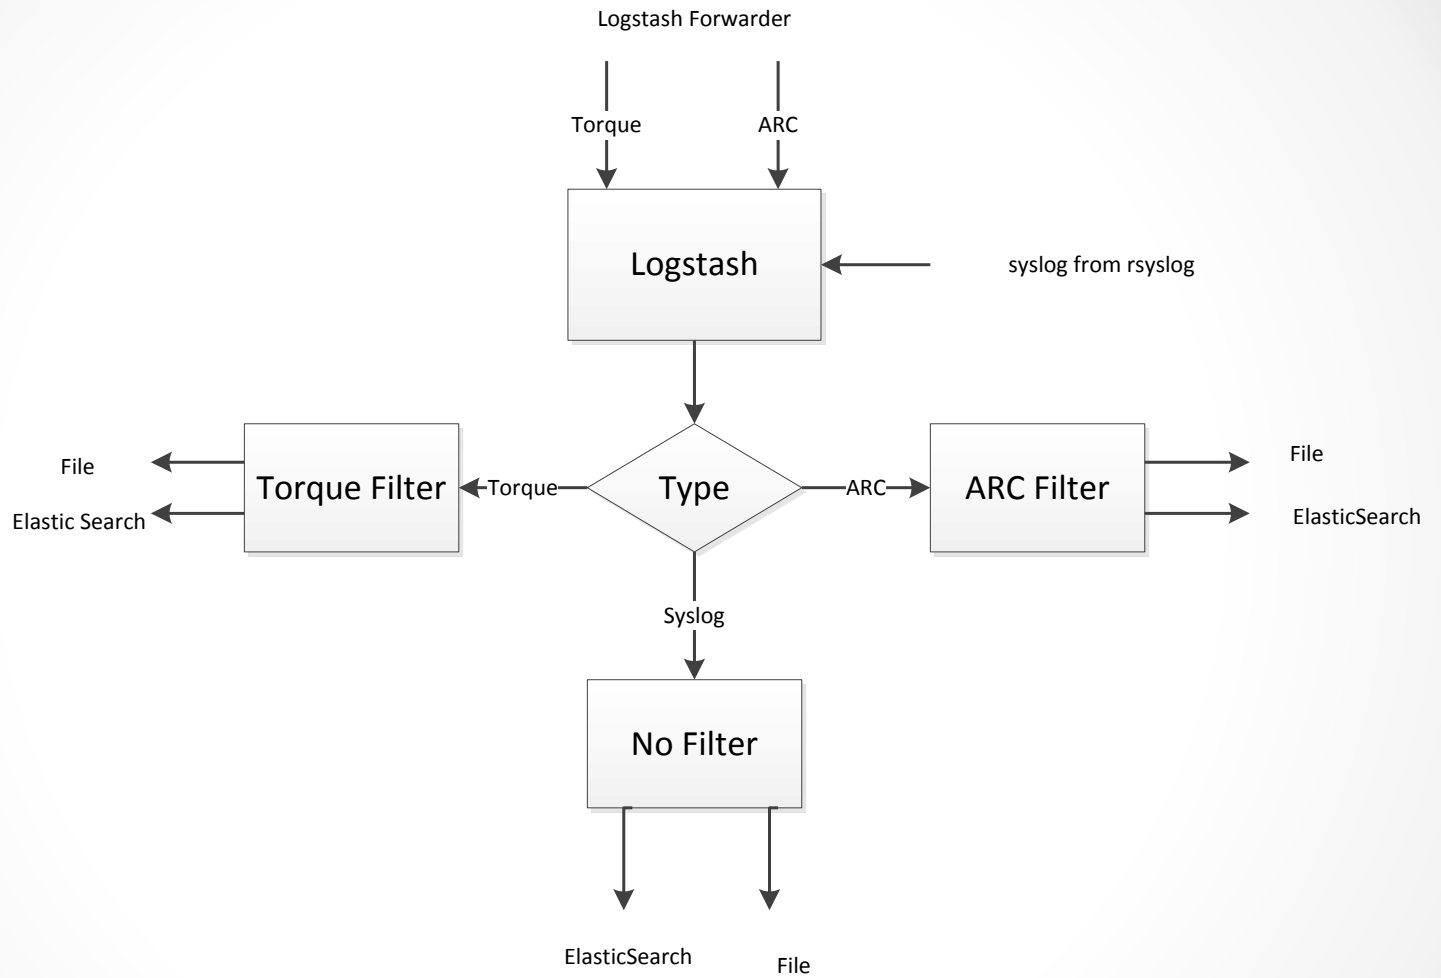 Logstash Forwarder
Torque
ARC
Logstash
syslog from rsyslog
File
Elastic Search
Torque Filter
Torque
Type
ARC
ARC Filter
File
ElasticSearch
Syslog
No Filter
ElasticSearch
File